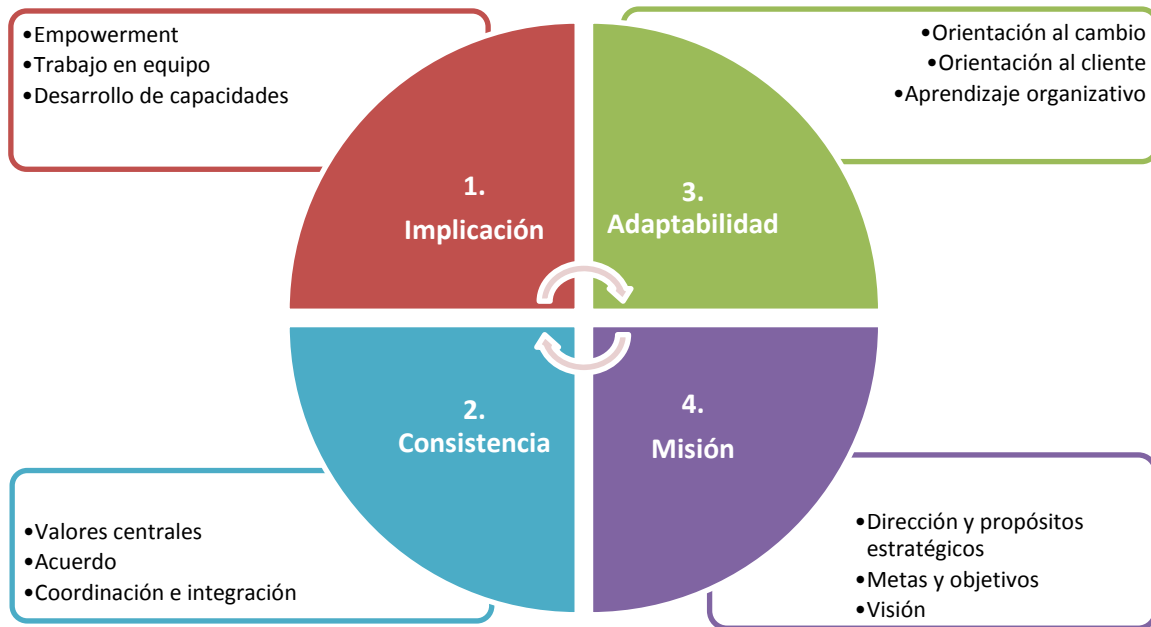 •Empowerment
•Trabajo en equipo
•Desarrollo de capacidades
•Orientación al cambio
•Orientación al cliente
•Aprendizaje organizativo
1.
Implicación
3.
Adaptabilidad
2.
Consistencia
4.
Misión
•Valores centrales
•Acuerdo
•Coordinación e integración
•Dirección y propósitos
estratégicos
•Metas y objetivos
•Visión